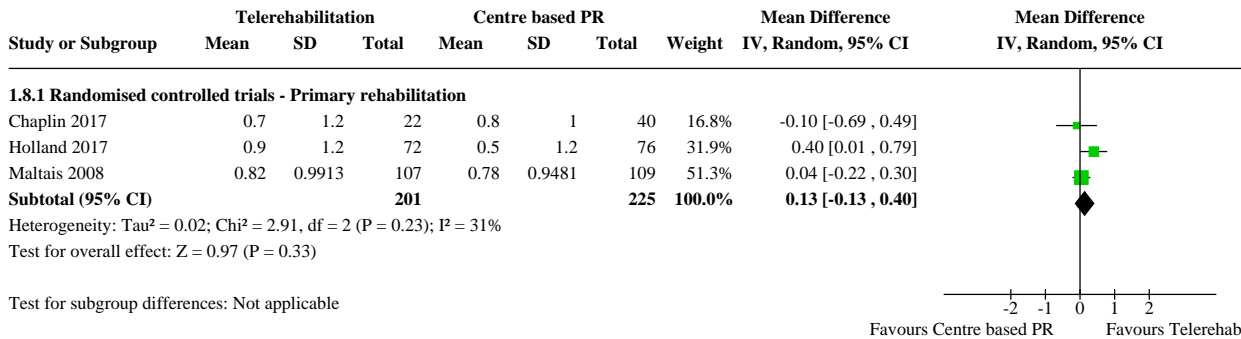 Telerehabilitation Centre based PR Mean Difference Mean Difference
Study or Subgroup Mean SD Total Mean SD Total Weight IV, Random, 95% CI IV, Random, 95% CI
1.8.1 Randomised controlled trials - Primary rehabilitation
Chaplin 2017 0.7 1.2 22 0.8 1 40 16.8% -0.10 [-0.69 , 0.49]
Holland 2017 0.9 1.2 72 0.5 1.2 76 31.9% 0.40 [0.01 , 0.79]
Maltais 2008 0.82 0.9913 107 0.78 0.9481 109 51.3% 0.04 [-0.22 , 0.30]
Subtotal (95% CI) 201 225 100.0% 0.13 [-0.13 , 0.40]
Heterogeneity: Tau² = 0.02; Chi² = 2.91, df = 2 (P = 0.23); I² = 31%
Test for overall effect: Z = 0.97 (P = 0.33)
Test for subgroup differences: Not applicable
-2 -1 0 1 2
Favours Centre based PR Favours Telerehab